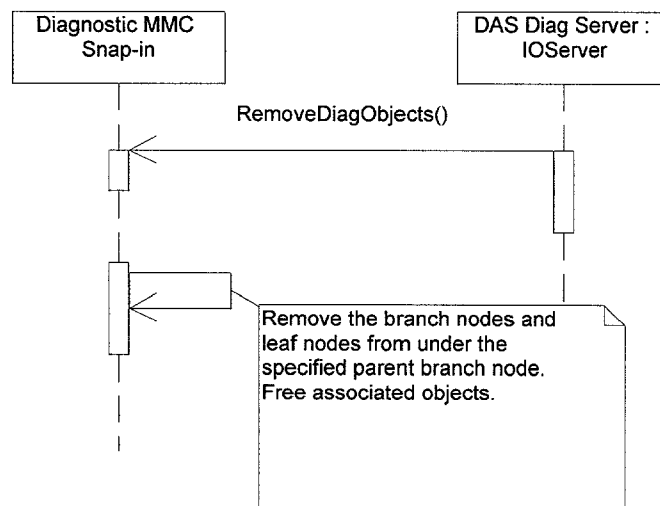 Diagnostic MMC
Snap-in
DAS Diag Server :
IOServer
RemoveDiagObjects()
Remove the branch nodes and
leaf nodes from under the
specified parent branch node.
Free associated objects.